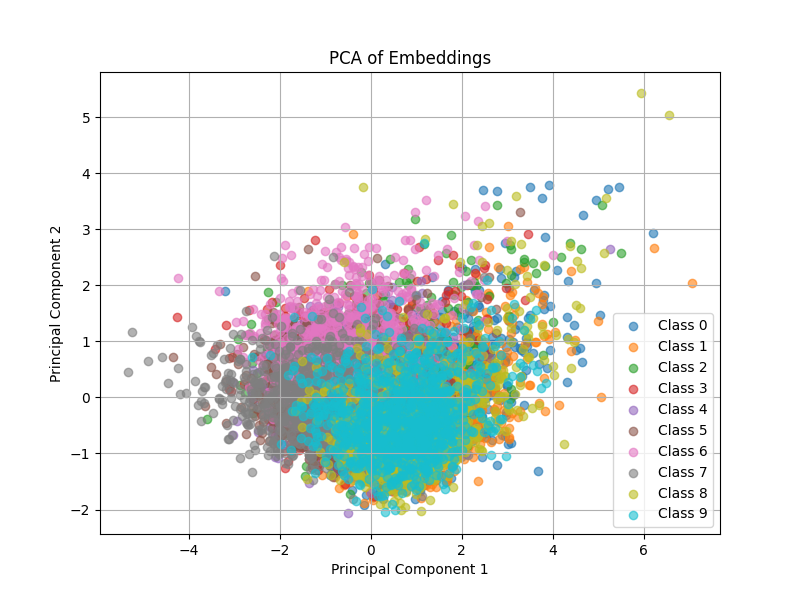 PCA of Embeddings
Principal Component 2
5
4
3
2
1
0
−1
−2
−4
−2
0
2
4
6
Principal Component 1
Class 0
Class 1
Class 2
Class 3
Class 4
Class 5
Class 6
Class 7
Class 8
Class 9